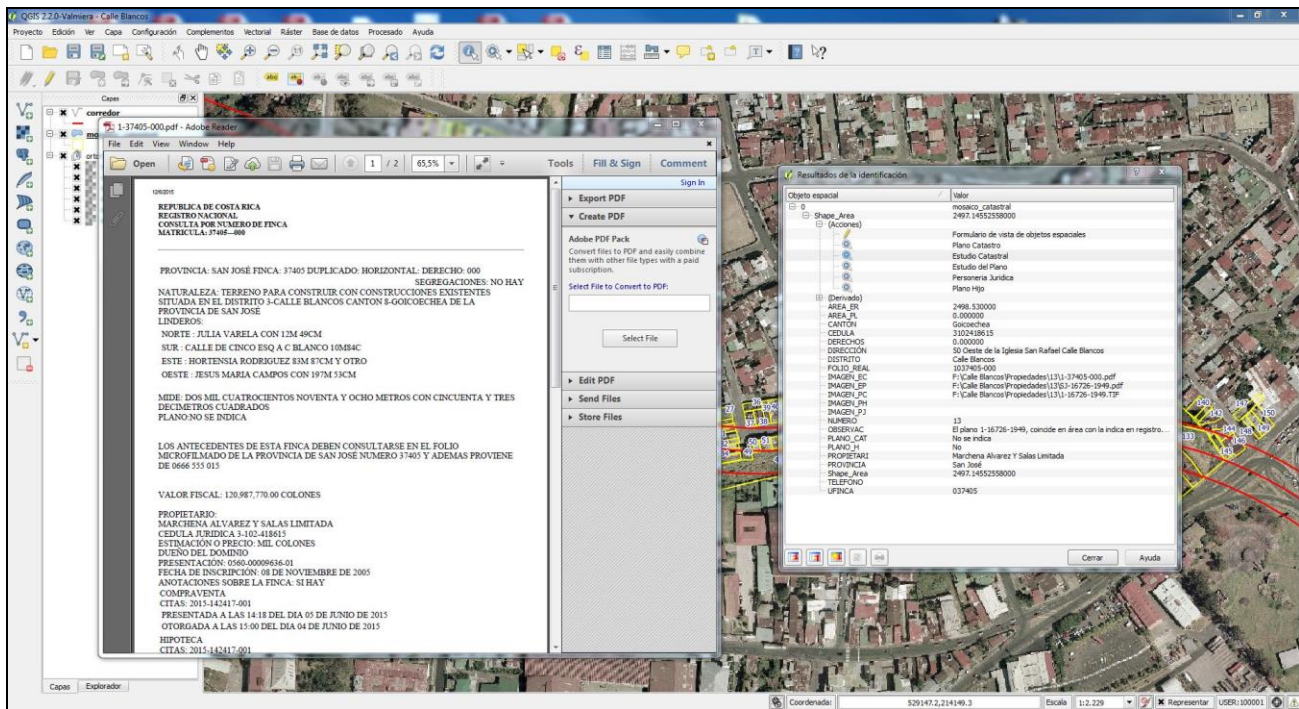 QGIS 2.2.0-Valmiera - Calle Blancos
Proyecto Edición Ver Capa Configuración Complementos Vectorial Ráster Base de datos Procesado Ayuda
Capas
corredor
1-37405-000.pdf - Adobe Reader
File Edit View Window Help
Open 1 / 2 65,5% Tools Fill & Sign Comment
Sign In
Export PDF
Create PDF
Adobe PDF Pack
Convert files to PDF and easily combine
them with other file types with a paid
subscription.
Select File to Convert to PDF:
Select File
Edit PDF
Send Files
Store Files
12/6/2015
REPUBLICA DE COSTA RICA
REGISTRO NACIONAL
CONSULTA POR NUMERO DE FINCA
MATRICULA: 37405---000
PROVINCIA: SAN JOSÉ FINCA: 37405 DUPLICADO: HORIZONTAL: DERECHO: 000
SEGREGACIONES: NO HAY
NATURALEZA: TERRENO PARA CONSTRUIR CON CONSTRUCCIONES EXISTENTES
SITUADA EN EL DISTRITO 3-CALLE BLANCOS CANTON 8-GOICOECHEA DE LA
PROVINCIA DE SAN JOSÉ
LINDEROS:
NORTE : JULIA VARELA CON 12M 49CM
SUR : CALLE DE CINCO ESQ A C BLANCO 10M84C
ESTE : HORTENSIA RODRIGUEZ 83M 87CM Y OTRO
OESTE : JESUS MARIA CAMPOS CON 197M 53CM
MIDE: DOS MIL CUATROCIENTOS NOVENTA Y OCHO METROS CON CINCUENTA Y TRES
DECIMETROS CUADRADOS
PLANO:NO SE INDICA
LOS ANTECEDENTES DE ESTA FINCA DEBEN CONSULTARSE EN EL FOLIO
MICROFILMADO DE LA PROVINCIA DE SAN JOSÉ NUMERO 37405 Y ADEMAS PROVIENE
DE 0666 555 015
VALOR FISCAL: 120,987,770.00 COLONES
PROPIETARIO:
MARCHENA ALVAREZ Y SALAS LIMITADA
CEDULA JURIDICA 3-102-418615
ESTIMACIÓN O PRECIO: MIL COLONES
DUEÑO DEL DOMINIO
PRESENTACIÓN: 0560-00009636-01
FECHA DE INSCRIPCIÓN: 08 DE NOVIEMBRE DE 2005
ANOTACIONES SOBRE LA FINCA: SI HAY
COMPRAVENTA
CITAS: 2015-142417-001
PRESENTADA A LAS 14:18 DEL DIA 05 DE JUNIO DE 2015
OTORGADA A LAS 15:00 DEL DIA 04 DE JUNIO DE 2015
HIPOTECA
CITAS: 2015-142417-001
Resultados de la identificación
Objeto espacial Valor
0 mosaico_catastral
Shape_Area 2497.14552558000
(Acciones)
Formulario de vista de objetos espaciales
Plano Catastro
Estudio Catastral
Estudio del Plano
Personeria Juridica
Plano Hijo
(Derivado)
AREA_ER 2498.530000
AREA_PL 0.000000
CANTÓN Goicoechea
CEDULA 3102418615
DERECHOS 0.000000
DIRECCIÓN 50 Oeste de la Iglesia San Rafael Calle Blancos
DISTRITO Calle Blancos
FOLIO_REAL 1037405-000
IMAGEN_EC F:\Calle Blancos\Propiedades\13\1-37405-000.pdf
IMAGEN_EP F:\Calle Blancos\Propiedades\13\SJ-16726-1949.pdf
IMAGEN_PC F:\Calle Blancos\Propiedades\13\1-16726-1949.TIF
IMAGEN_PH
IMAGEN_PJ
NUMERO 13
OBSERVAC El plano 1-16726-1949, coincide en área con la indica en registro....
PLANO_CAT No se indica
PLANO_H No
PROPIETARI Marchena Alvarez Y Salas Limitada
PROVINCIA San José
Shape_Area 2497.14552558000
TELEFONO
UFINCA 037405
Cerrar Ayuda
140 147 150
142 144 148 149
133 146
145
Capas Explorador
Coordenada: 529147.2,214149.3 Escala 1:2.229 Representar USER:100001